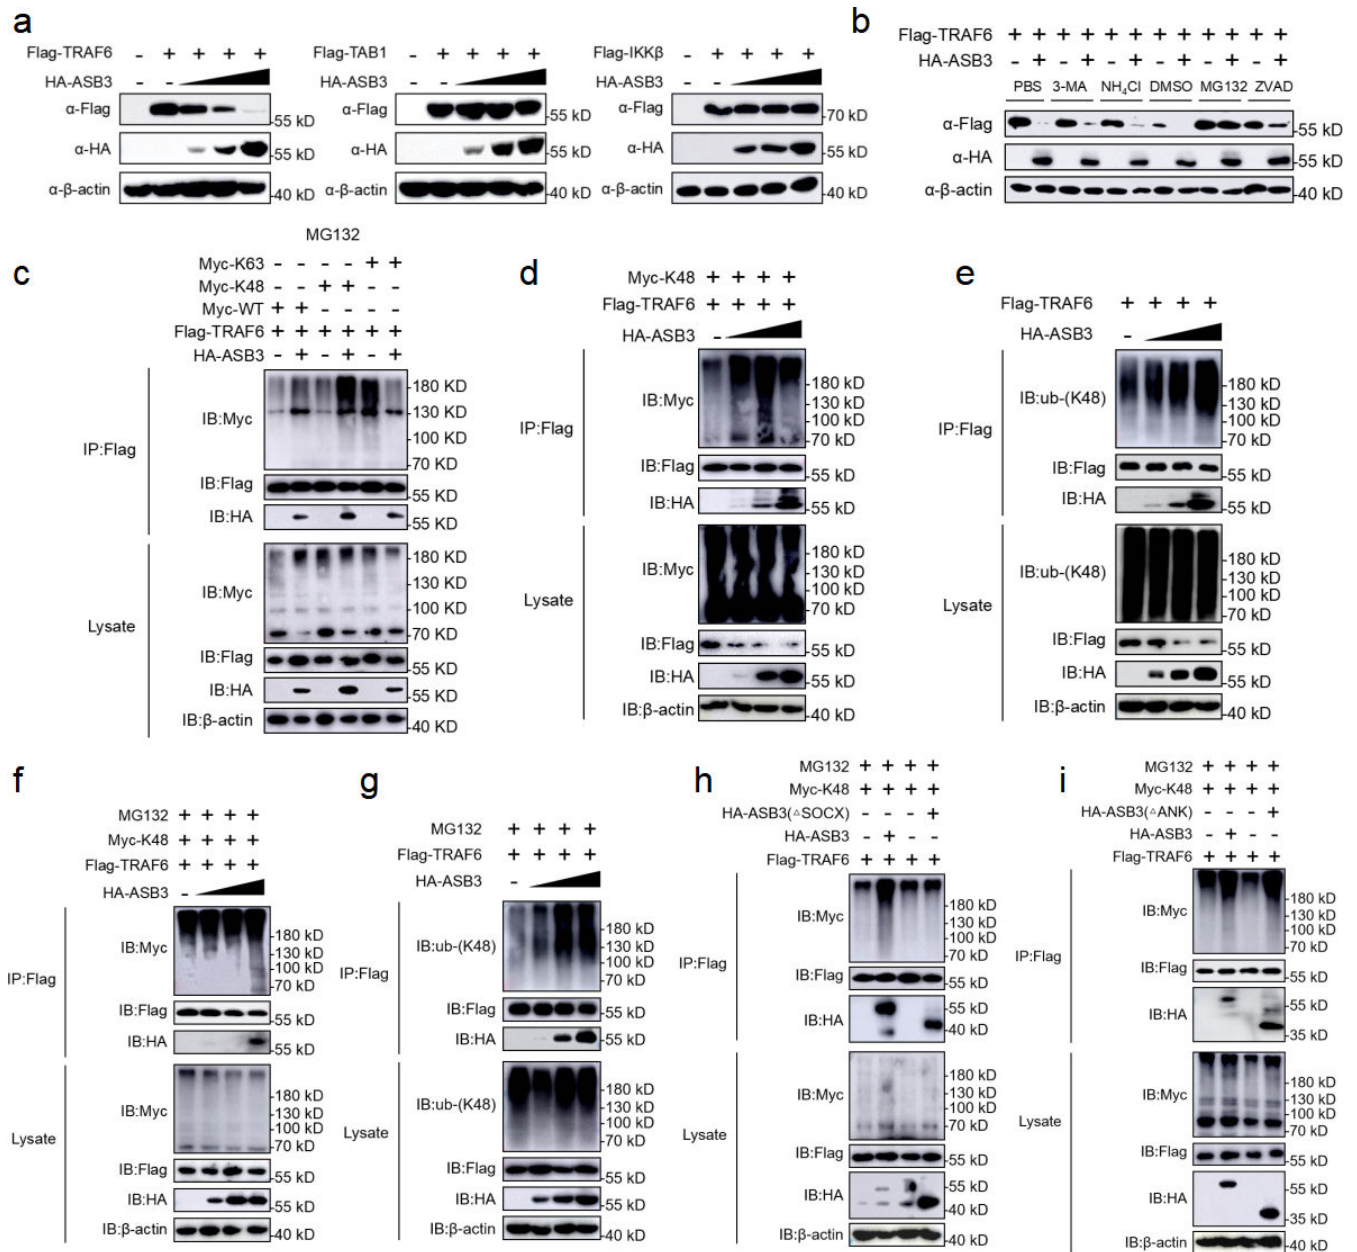 a
Flag-TRAF6 - + + + +
HA-ASB3 - -
α-Flag -55 kD
α-HA -55 kD
α-β-actin -40 kD
Flag-TAB1 - + + + +
HA-ASB3 - -
α-Flag -55 kD
α-HA -55 kD
α-β-actin -40 kD
Flag-IKKβ - + + + +
HA-ASB3 - -
α-Flag -70 kD
α-HA -55 kD
α-β-actin -40 kD
b
Flag-TRAF6 + + + + + + + + + + + +
HA-ASB3 - + - + - + - + - + - +
PBS 3-MA NH₄Cl DMSO MG132 ZVAD
α-Flag -55 kD
α-HA -55 kD
α-β-actin -40 kD
c
MG132
Myc-K63 - - - - + +
Myc-K48 - - + + - -
Myc-WT + + - - - -
Flag-TRAF6 + + + + + +
HA-ASB3 - + - + - +
IP:Flag
IB:Myc
-180 KD
-130 KD
-100 KD
-70 KD
IB:Flag -55 KD
IB:HA -55 KD
Lysate
IB:Myc
-180 KD
-130 KD
-100 KD
-70 KD
IB:Flag -55 KD
IB:HA -55 KD
IB:β-actin -40 KD
d
Myc-K48 + + + +
Flag-TRAF6 + + + +
HA-ASB3 -
IP:Flag
IB:Myc
-180 kD
-130 kD
-100 kD
-70 kD
IB:Flag -55 kD
IB:HA -55 kD
Lysate
IB:Myc
-180 kD
-130 kD
-100 kD
-70 kD
IB:Flag -55 kD
IB:HA -55 kD
IB:β-actin -40 kD
e
Flag-TRAF6 + + + +
HA-ASB3 -
IP:Flag
IB:ub-(K48)
-180 kD
-130 kD
-100 kD
-70 kD
IB:Flag -55 kD
IB:HA -55 kD
Lysate
IB:ub-(K48)
-180 kD
-130 kD
-100 kD
-70 kD
IB:Flag -55 kD
IB:HA -55 kD
IB:β-actin -40 kD
f
MG132 + + + +
Myc-K48 + + + +
Flag-TRAF6 + + + +
HA-ASB3 -
IP:Flag
IB:Myc
-180 kD
-130 kD
-100 kD
-70 kD
IB:Flag -55 kD
IB:HA -55 kD
Lysate
IB:Myc
-180 kD
-130 kD
-100 kD
-70 kD
IB:Flag -55 kD
IB:HA -55 kD
IB:β-actin -40 kD
g
MG132 + + + +
Flag-TRAF6 + + + +
HA-ASB3 -
IP:Flag
IB:ub-(K48)
-180 kD
-130 kD
-100 kD
-70 kD
IB:Flag -55 kD
IB:HA -55 kD
Lysate
IB:ub-(K48)
-180 kD
-130 kD
-100 kD
-70 kD
IB:Flag -55 kD
IB:HA -55 kD
IB:β-actin -40 kD
h
MG132 + + + +
Myc-K48 + + + +
HA-ASB3(△SOCX) - - - +
HA-ASB3 - + - -
Flag-TRAF6 + + + +
IP:Flag
IB:Myc
-180 kD
-130 kD
-100 kD
-70 kD
IB:Flag -55 kD
IB:HA
-55 kD
-40 kD
Lysate
IB:Myc
-180 kD
-130 kD
-100 kD
-70 kD
IB:Flag -55 kD
IB:HA
-55 kD
-40 kD
IB:β-actin -40 kD
i
MG132 + + + +
Myc-K48 + + + +
HA-ASB3(△ANK) - - - +
HA-ASB3 - + - -
Flag-TRAF6 + + + +
IP:Flag
IB:Myc
-180 kD
-130 kD
-100 kD
-70 kD
IB:Flag -55 kD
IB:HA
-55 kD
-35 kD
Lysate
IB:Myc
-180 kD
-130 kD
-100 kD
-70 kD
IB:Flag -55 kD
IB:HA
-55 kD
-35 kD
IB:β-actin -40 kD